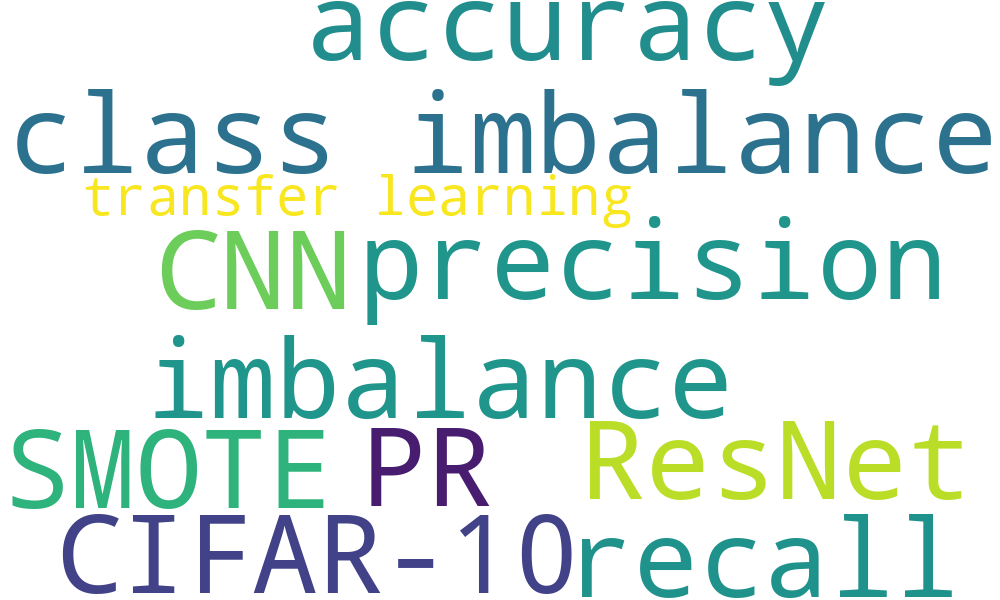 accuracy
class imbalance
transfer learning
CNN precision
imbalance
SMOTE PR ResNet
CIFAR-10 recall